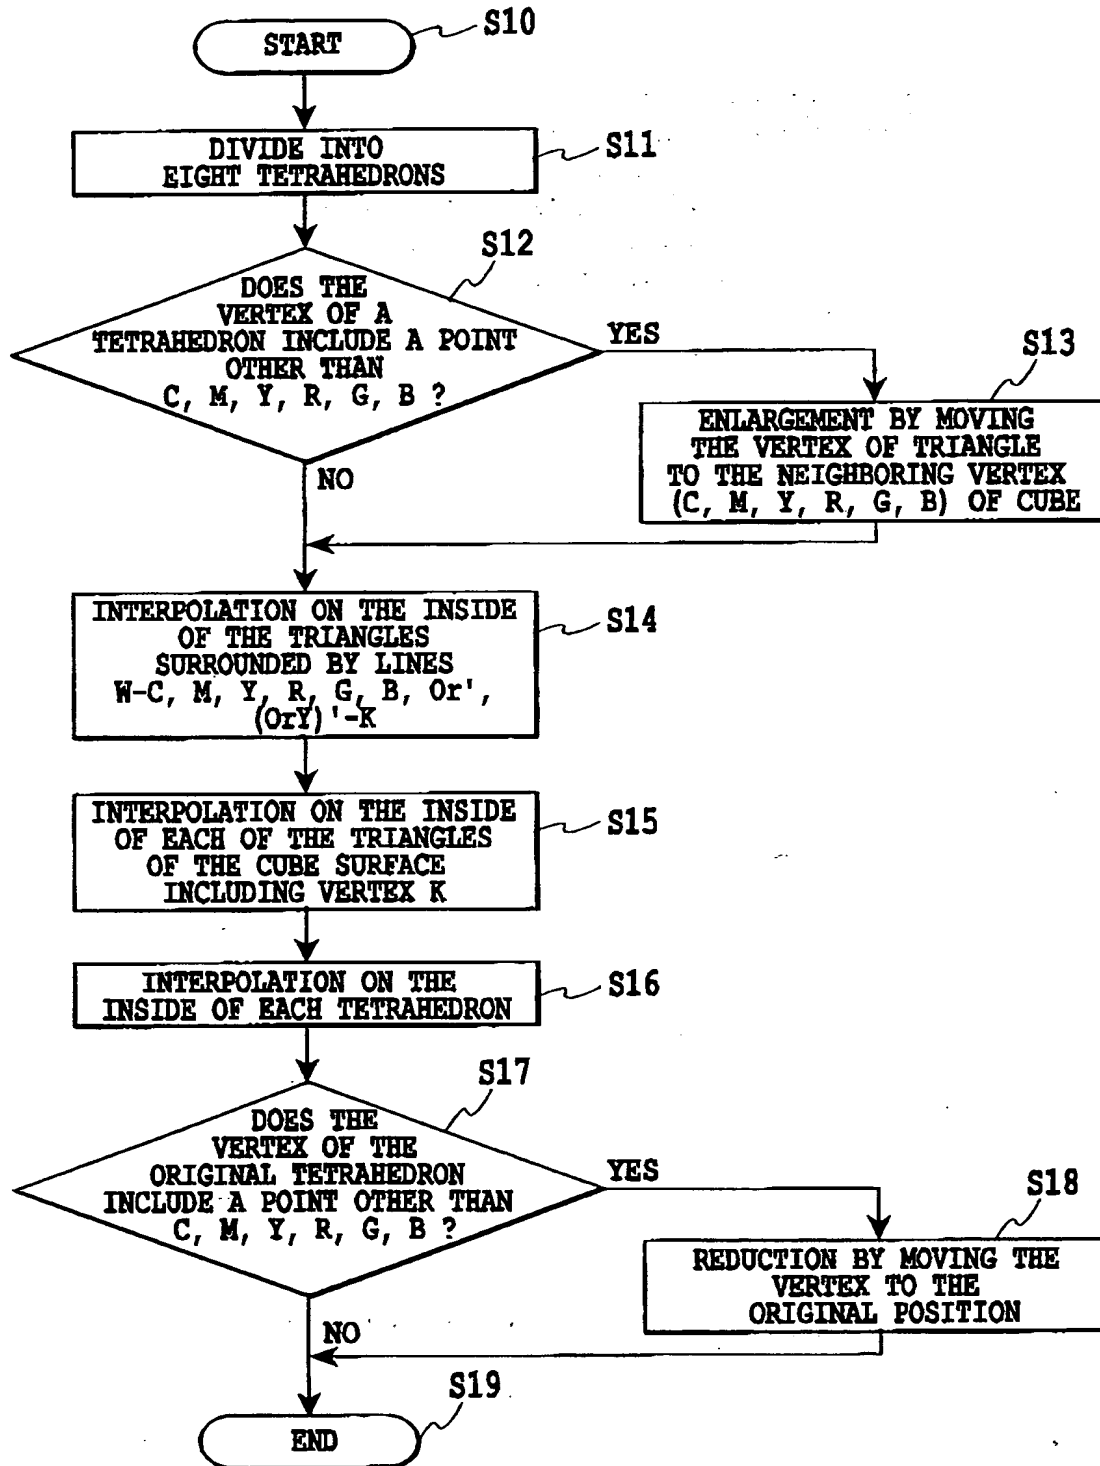 START
S10
DIVIDE INTO
EIGHT TETRAHEDRONS
S11
S12
DOES THE
VERTEX OF A
TETRAHEDRON INCLUDE A POINT
OTHER THAN
C, M, Y, R, G, B ?
YES
NO
S13
ENLARGEMENT BY MOVING
THE VERTEX OF TRIANGLE
TO THE NEIGHBORING VERTEX
(C, M, Y, R, G, B) OF CUBE
INTERPOLATION ON THE INSIDE
OF THE TRIANGLES
SURROUNDED BY LINES
W-C, M, Y, R, G, B, Or',
(OrY)'-K
S14
INTERPOLATION ON THE INSIDE
OF EACH OF THE TRIANGLES
OF THE CUBE SURFACE
INCLUDING VERTEX K
S15
INTERPOLATION ON THE
INSIDE OF EACH TETRAHEDRON
S16
S17
DOES THE
VERTEX OF THE
ORIGINAL TETRAHEDRON
INCLUDE A POINT OTHER THAN
C, M, Y, R, G, B ?
YES
NO
S18
REDUCTION BY MOVING THE
VERTEX TO THE
ORIGINAL POSITION
S19
END